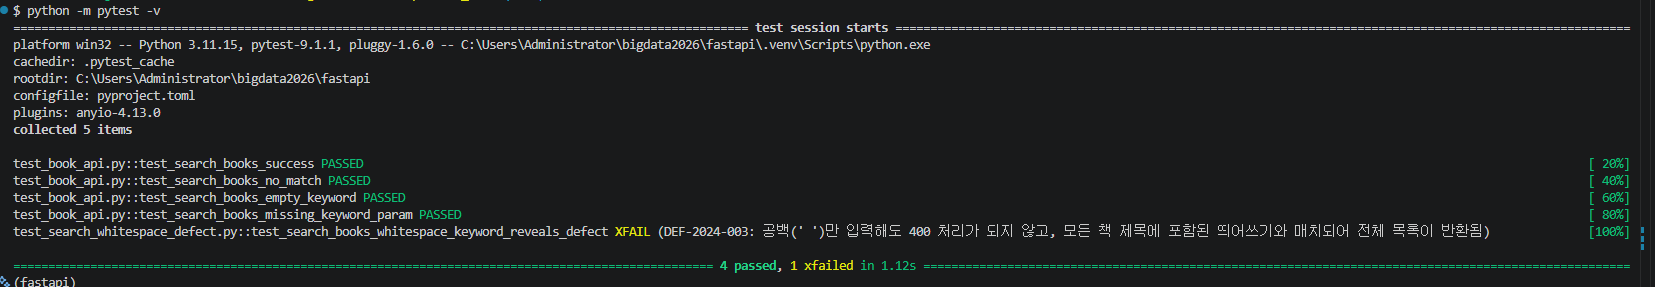 $ python -m pytest -v
============================= test session starts =============================
platform win32 -- Python 3.11.15, pytest-9.1.1, pluggy-1.6.0 -- C:\Users\Administrator\bigdata2026\fastapi\.venv\Scripts\python.exe
cachedir: .pytest_cache
rootdir: C:\Users\Administrator\bigdata2026\fastapi
configfile: pyproject.toml
plugins: anyio-4.13.0
collected 5 items
test_book_api.py::test_search_books_success PASSED [ 20%]
test_book_api.py::test_search_books_no_match PASSED [ 40%]
test_book_api.py::test_search_books_empty_keyword PASSED [ 60%]
test_book_api.py::test_search_books_missing_keyword_param PASSED [ 80%]
test_search_whitespace_defect.py::test_search_books_whitespace_keyword_reveals_defect XFAIL (DEF-2024-003: 공백(' ')만 입력해도 400 처리가 되지 않고, 모든 책 제목에 포함된 띄어쓰기와 매치되어 전체 목록이 반환됨) [100%]
============================= 4 passed, 1 xfailed in 1.12s =============================
(fastapi)